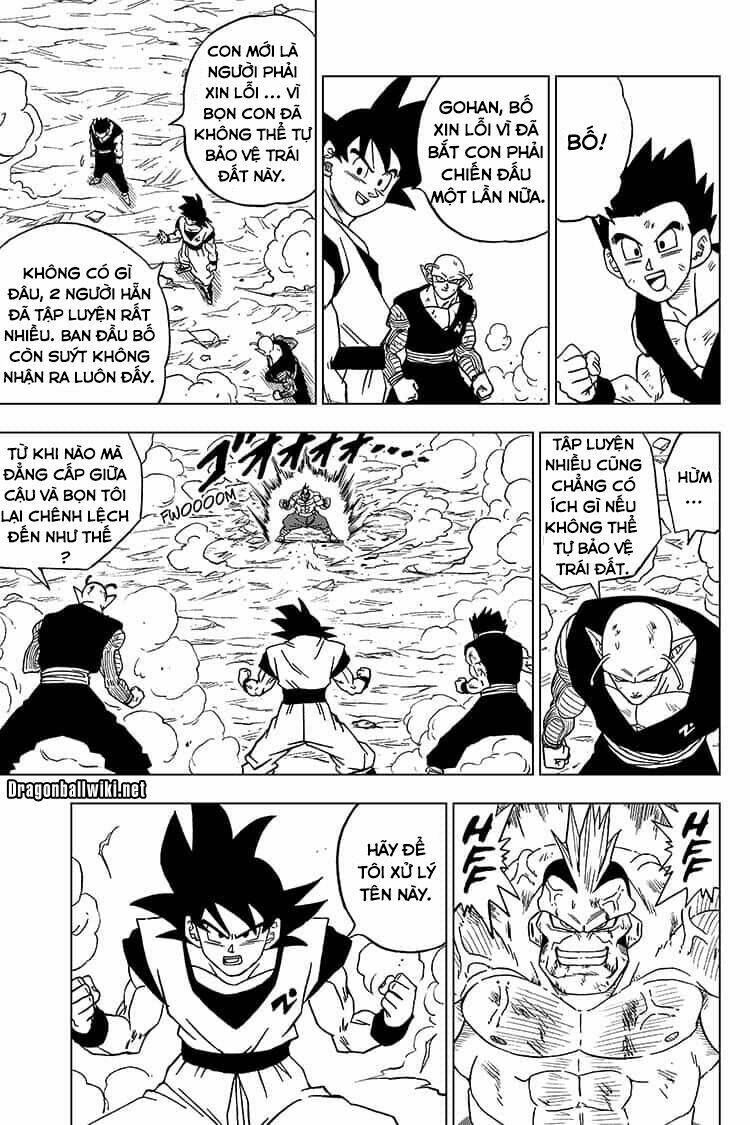 BỐ!
GOHAN, BỐ
XIN LỖI VÌ ĐÃ
BẮT CON PHẢI
CHIẾN ĐẤU
MỘT LẦN NỮA.
CON MỚI LÀ
NGƯỜI PHẢI
XIN LỖI ... VÌ
BỌN CON ĐÃ
KHÔNG THỂ TỰ
BẢO VỆ TRÁI
ĐẤT NÀY.
KHÔNG CÓ GÌ
ĐÂU, 2 NGƯỜI HẲN
ĐÃ TẬP LUYỆN RẤT
NHIỀU. BAN ĐẦU BỐ
CÒN SUÝT KHÔNG
NHẬN RA LUÔN ĐẤY.
HỪM
...
TẬP LUYỆN
NHIỀU CŨNG
CHẲNG CÓ
ÍCH GÌ NẾU
KHÔNG THỂ
TỰ BẢO VỆ
TRÁI ĐẤT.
ゴオオオオ
FWOOOOM
TỪ KHI NÀO MÀ
ĐẲNG CẤP GIỮA
CẬU VÀ BỌN TÔI
LẠI CHÊNH LỆCH
ĐẾN NHƯ THẾ
?
Dragonballwiki.net
HFF
HFF
HÃY ĐỂ
TÔI XỬ LÝ
TÊN NÀY.